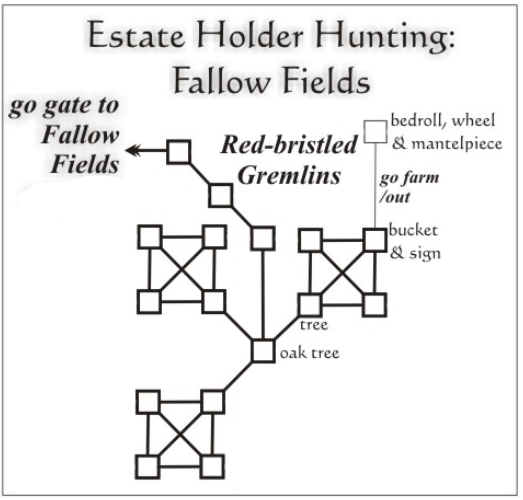 Estate Holder Hunting:
Fallow Fields
go gate to
Fallow
Fields
Red-bristled
Gremlins
bedroll, wheel
& mantelpiece
go farm
/out
bucket
& sign
tree
oak tree